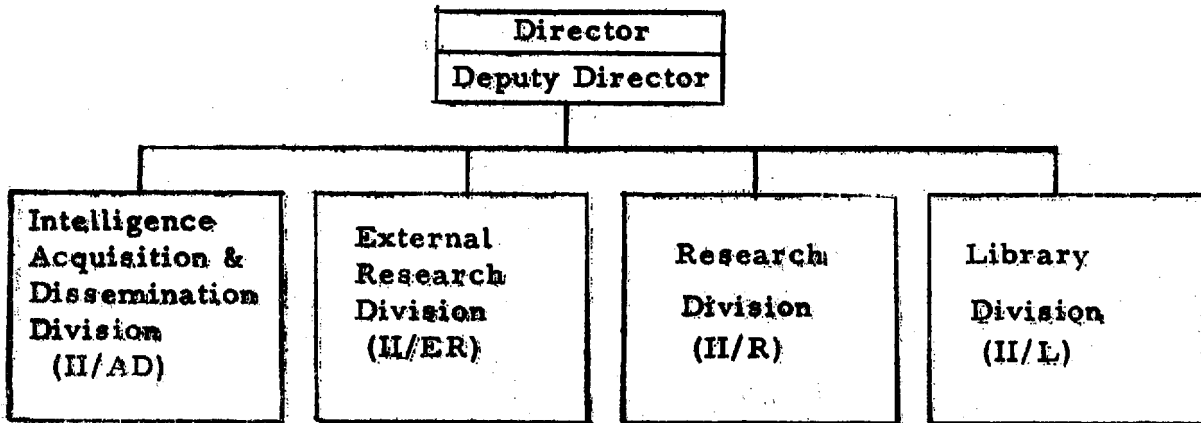 Director
Deputy Director
Intelligence
Acquisition &
Dissemination
Division
(II/AD)
External
Research
Division
(II/ER)
Research
Division
(II/R)
Library
Division
(II/L)